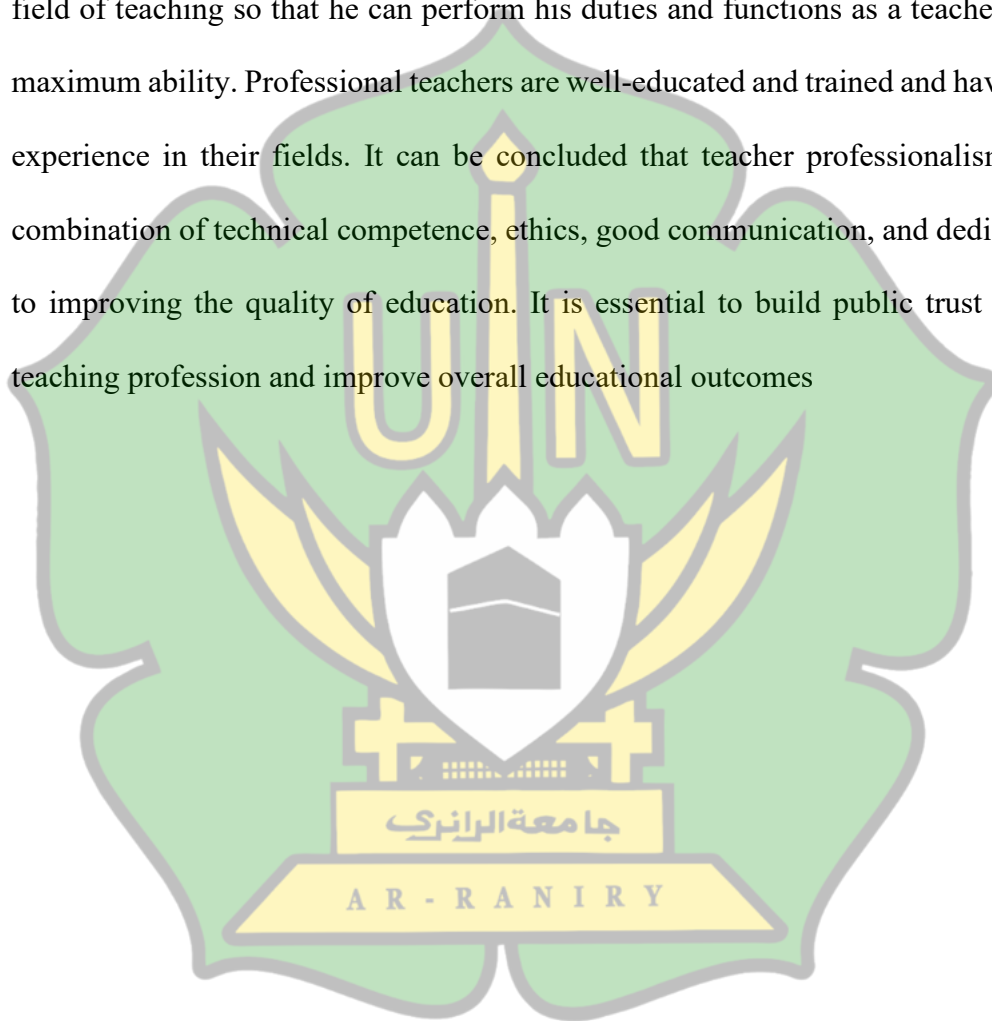 field of teaching so that he can perform his duties and functions as a teache
maximum ability. Professional teachers are well-educated and trained and hav
experience in their fields. It can be concluded that teacher professionalism
combination of technical competence, ethics, good communication, and dedi
to improving the quality of education. It is essential to build public trust
teaching profession and improve overall educational outcomes
UIN
جامعة الرانري
AR-RANIRY